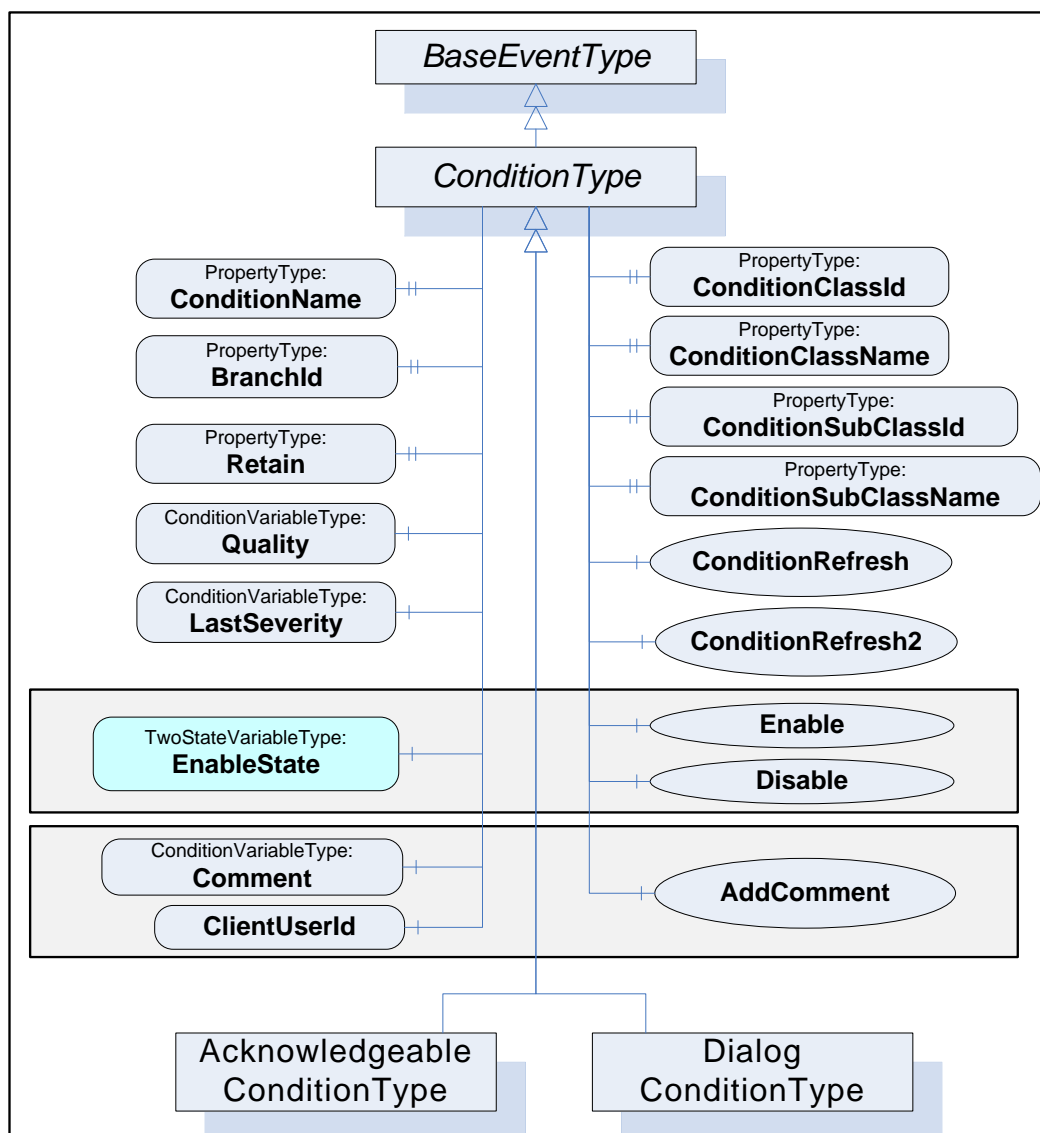 BaseEventType
ConditionType
PropertyType:
ConditionName
PropertyType:
BranchId
PropertyType:
Retain
ConditionVariableType:
Quality
ConditionVariableType:
LastSeverity
PropertyType:
ConditionClassId
PropertyType:
ConditionClassName
PropertyType:
ConditionSubClassId
PropertyType:
ConditionSubClassName
ConditionRefresh
ConditionRefresh2
TwoStateVariableType:
EnableState
Enable
Disable
ConditionVariableType:
Comment
ClientUserId
AddComment
Acknowledgeable
ConditionType
Dialog
ConditionType